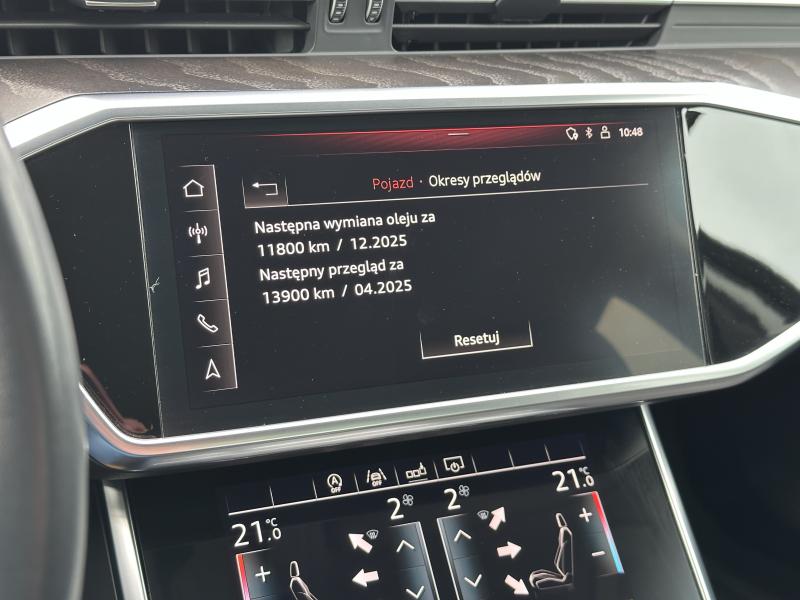 10:48
Pojazd · Okresy przeglądów
Następna wymiana oleju za
11800 km / 12.2025
Następny przegląd za
13900 km / 04.2025
Resetuj
OFF
OFF
21.0 °C
2
2
21.0 °C